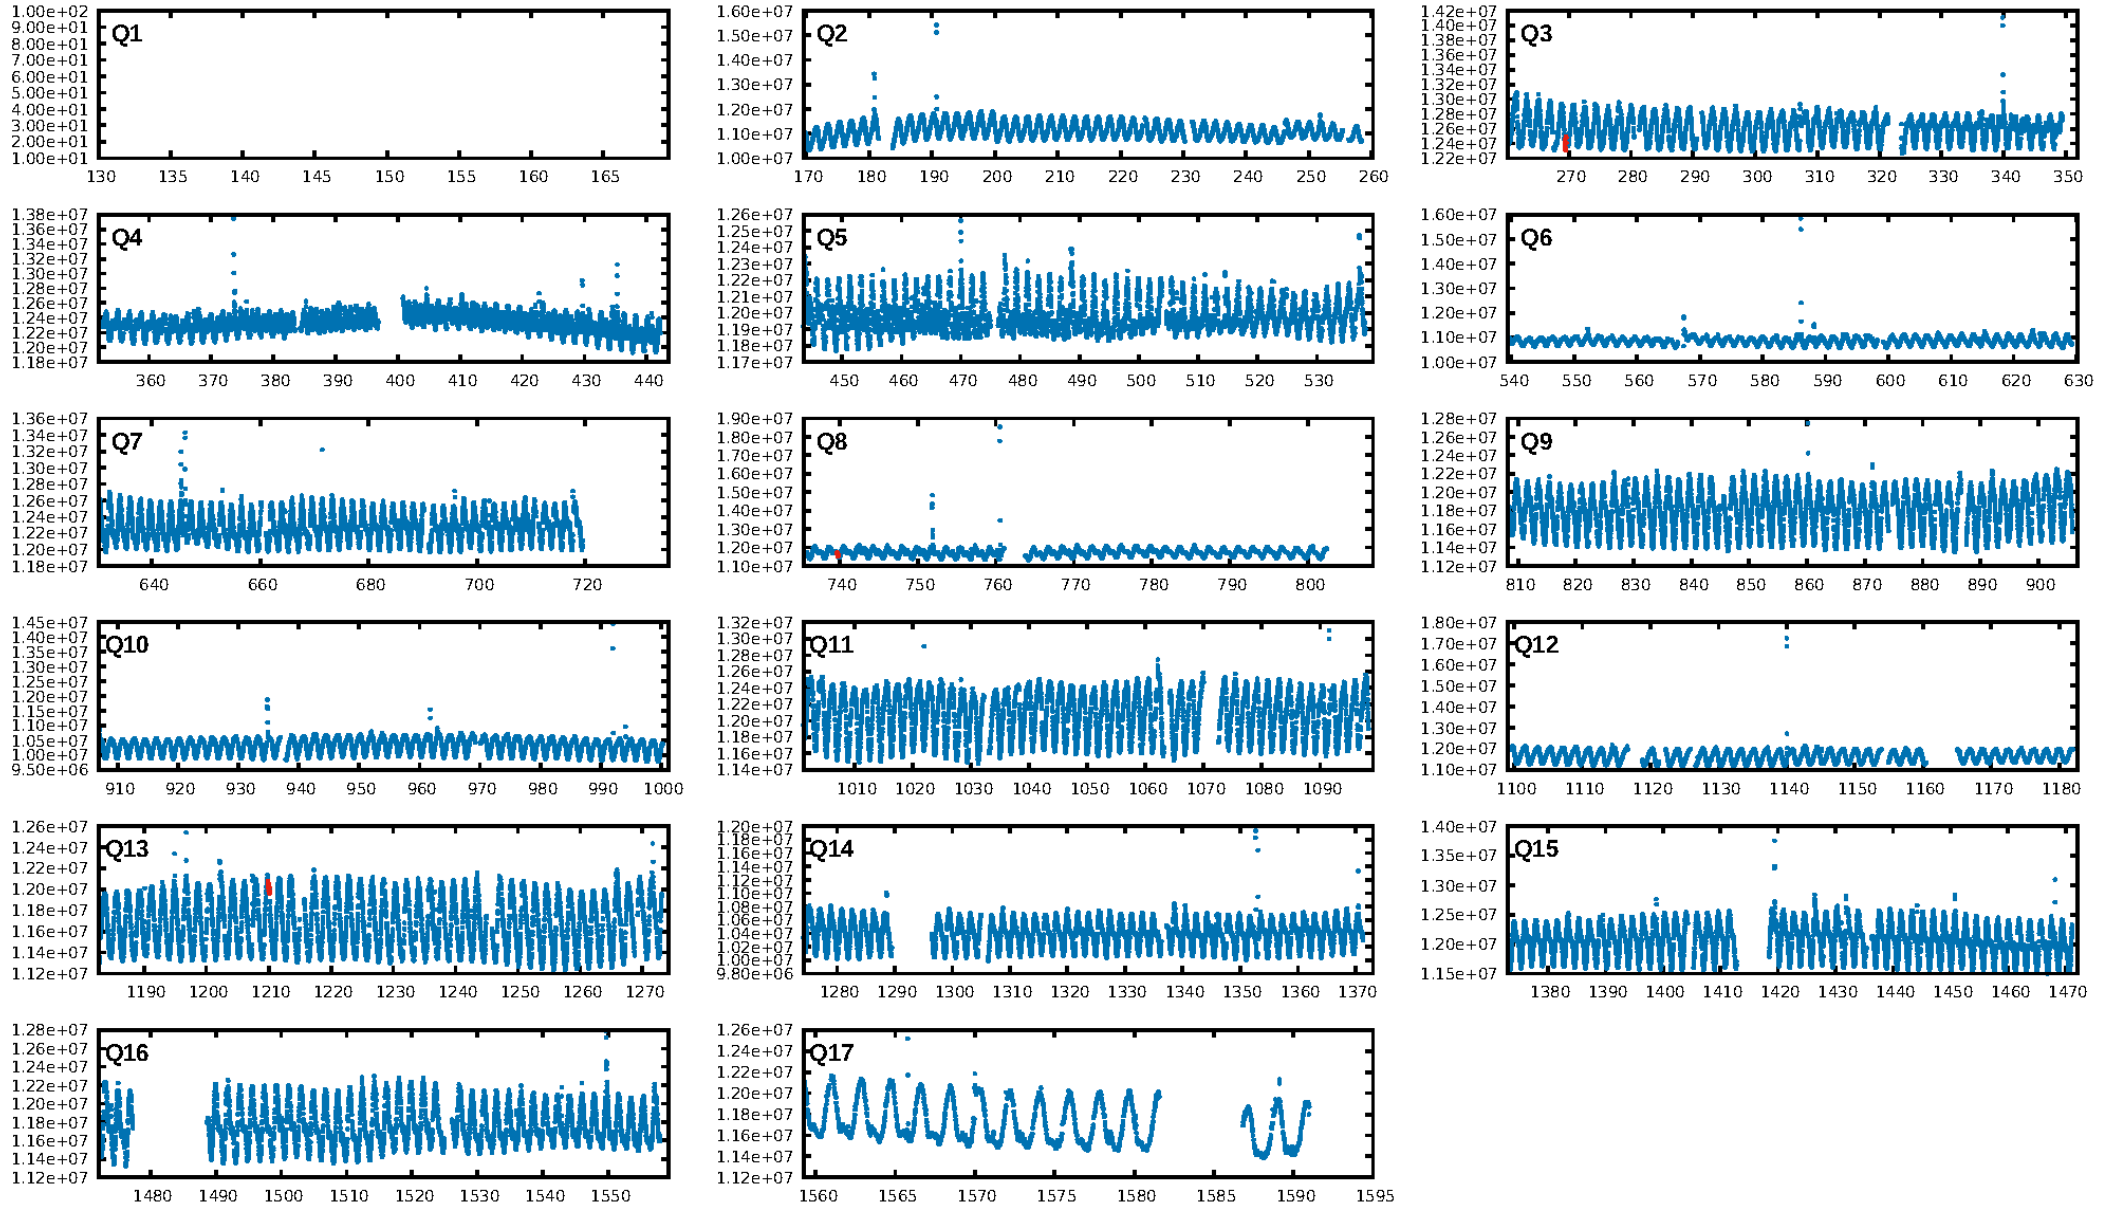 1.00e+02
9.00e+01
8.00e+01
7.00e+01
6.00e+01
5.00e+01
4.00e+01
3.00e+01
2.00e+01
1.00e+01
Q1
130 135 140 145 150 155 160 165
1.60e+07
1.50e+07
1.40e+07
1.30e+07
1.20e+07
1.10e+07
1.00e+07
Q2
170 180 190 200 210 220 230 240 250 260
1.42e+07
1.40e+07
1.38e+07
1.36e+07
1.34e+07
1.32e+07
1.30e+07
1.28e+07
1.26e+07
1.24e+07
1.22e+07
Q3
270 280 290 300 310 320 330 340 350
1.38e+07
1.36e+07
1.34e+07
1.32e+07
1.30e+07
1.28e+07
1.26e+07
1.24e+07
1.22e+07
1.20e+07
1.18e+07
Q4
360 370 380 390 400 410 420 430 440
1.26e+07
1.25e+07
1.24e+07
1.23e+07
1.22e+07
1.21e+07
1.20e+07
1.19e+07
1.18e+07
1.17e+07
Q5
450 460 470 480 490 500 510 520 530
1.60e+07
1.50e+07
1.40e+07
1.30e+07
1.20e+07
1.10e+07
1.00e+07
Q6
540 550 560 570 580 590 600 610 620 630
1.36e+07
1.34e+07
1.32e+07
1.30e+07
1.28e+07
1.26e+07
1.24e+07
1.22e+07
1.20e+07
1.18e+07
Q7
640 660 680 700 720
1.90e+07
1.80e+07
1.70e+07
1.60e+07
1.50e+07
1.40e+07
1.30e+07
1.20e+07
1.10e+07
Q8
740 750 760 770 780 790 800
1.28e+07
1.26e+07
1.24e+07
1.22e+07
1.20e+07
1.18e+07
1.16e+07
1.14e+07
1.12e+07
Q9
810 820 830 840 850 860 870 880 890 900
1.45e+07
1.40e+07
1.35e+07
1.30e+07
1.25e+07
1.20e+07
1.15e+07
1.10e+07
1.05e+07
1.00e+07
9.50e+06
Q10
910 920 930 940 950 960 970 980 990 1000
1.32e+07
1.30e+07
1.28e+07
1.26e+07
1.24e+07
1.22e+07
1.20e+07
1.18e+07
1.16e+07
1.14e+07
Q11
1010 1020 1030 1040 1050 1060 1070 1080 1090
1.80e+07
1.70e+07
1.60e+07
1.50e+07
1.40e+07
1.30e+07
1.20e+07
1.10e+07
Q12
1100 1110 1120 1130 1140 1150 1160 1170 1180
1.26e+07
1.24e+07
1.22e+07
1.20e+07
1.18e+07
1.16e+07
1.14e+07
1.12e+07
Q13
1190 1200 1210 1220 1230 1240 1250 1260 1270
1.20e+07
1.18e+07
1.16e+07
1.14e+07
1.12e+07
1.10e+07
1.08e+07
1.06e+07
1.04e+07
1.02e+07
1.00e+07
9.80e+06
Q14
1280 1290 1300 1310 1320 1330 1340 1350 1360 1370
1.40e+07
1.35e+07
1.30e+07
1.25e+07
1.20e+07
1.15e+07
Q15
1380 1390 1400 1410 1420 1430 1440 1450 1460 1470
1.28e+07
1.26e+07
1.24e+07
1.22e+07
1.20e+07
1.18e+07
1.16e+07
1.14e+07
1.12e+07
Q16
1480 1490 1500 1510 1520 1530 1540 1550
1.26e+07
1.24e+07
1.22e+07
1.20e+07
1.18e+07
1.16e+07
1.14e+07
1.12e+07
Q17
1560 1565 1570 1575 1580 1585 1590 1595